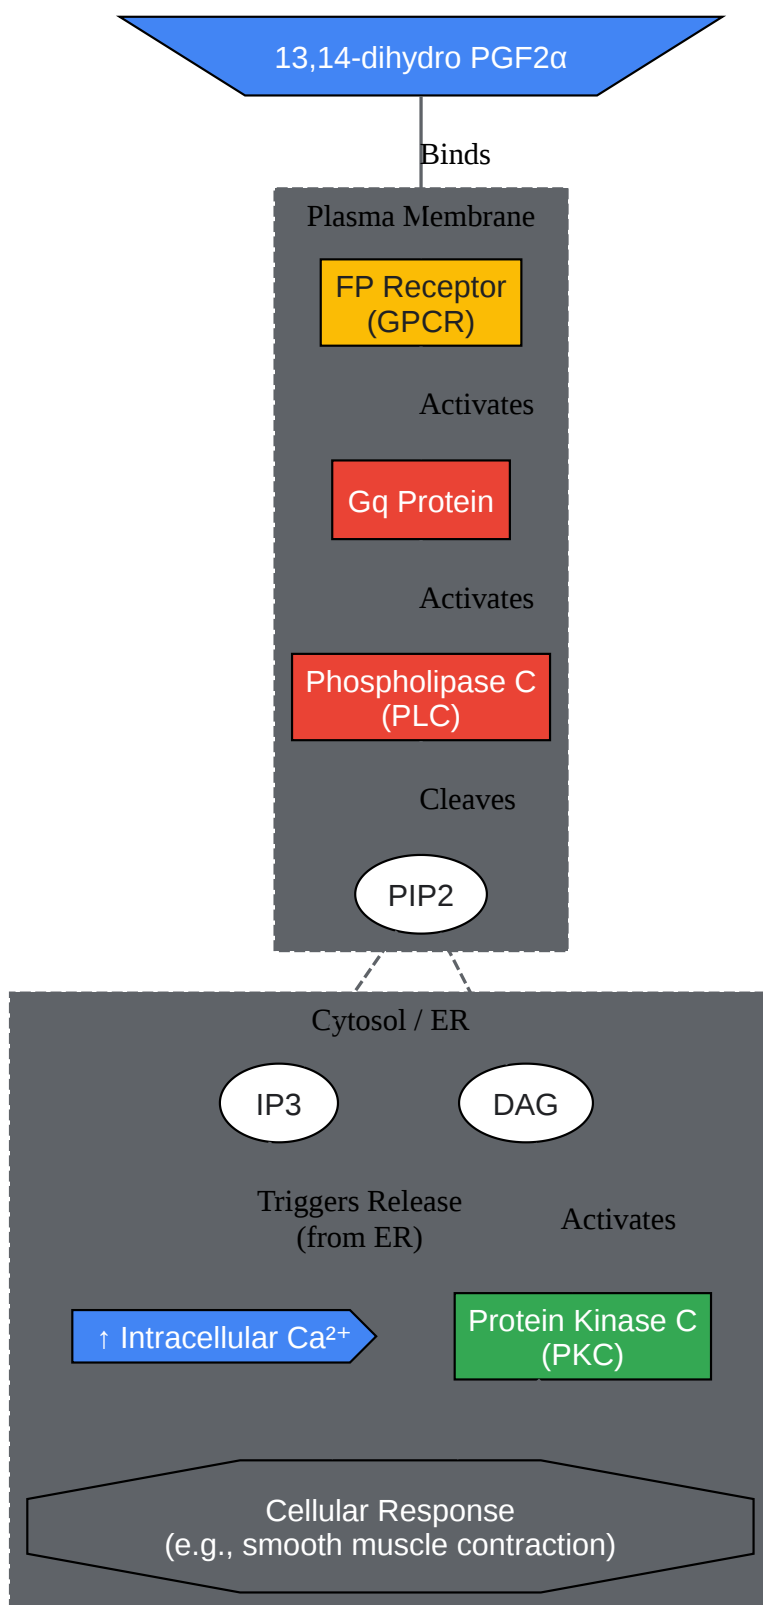 13,14-dihydro PGF2α
Binds
Plasma Membrane
FP Receptor
(GPCR)
Activates
Gq Protein
Activates
Phospholipase C
(PLC)
Cleaves
PIP2
Cytosol / ER
IP3
DAG
Triggers Release
(from ER)
Activates
↑ Intracellular Ca²⁺
Protein Kinase C
(PKC)
Cellular Response
(e.g., smooth muscle contraction)